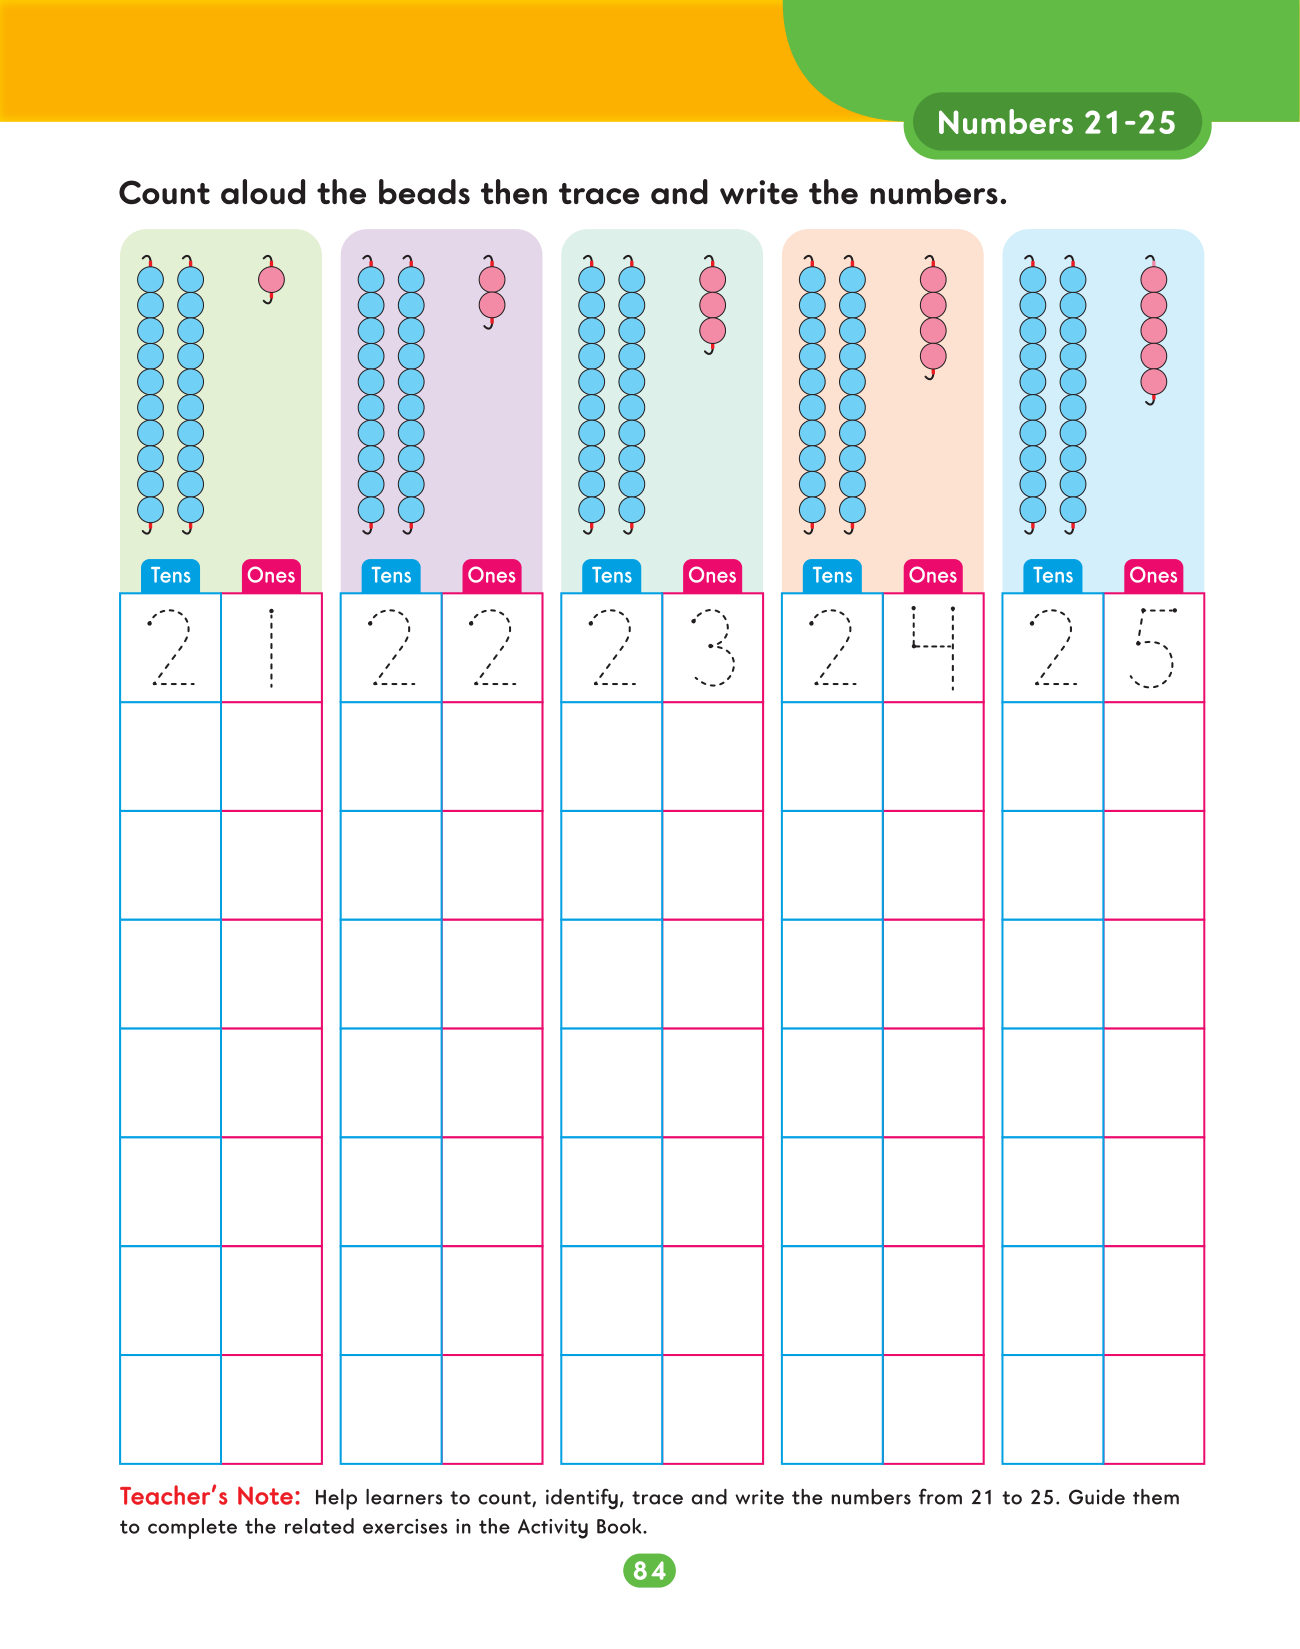 Numbers 21-25
Count aloud the beads then trace and write the numbers.
Tens Ones Tens Ones Tens Ones Tens Ones Tens Ones
2 1 2 2 2 3 2 4 2 5
Teacher's Note: Help learners to count, identify, trace and write the numbers from 21 to 25. Guide them
to complete the related exercises in the Activity Book.
84